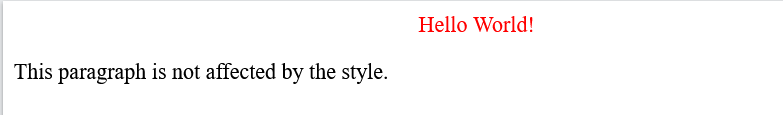 Hello World!
This paragraph is not affected by the style.